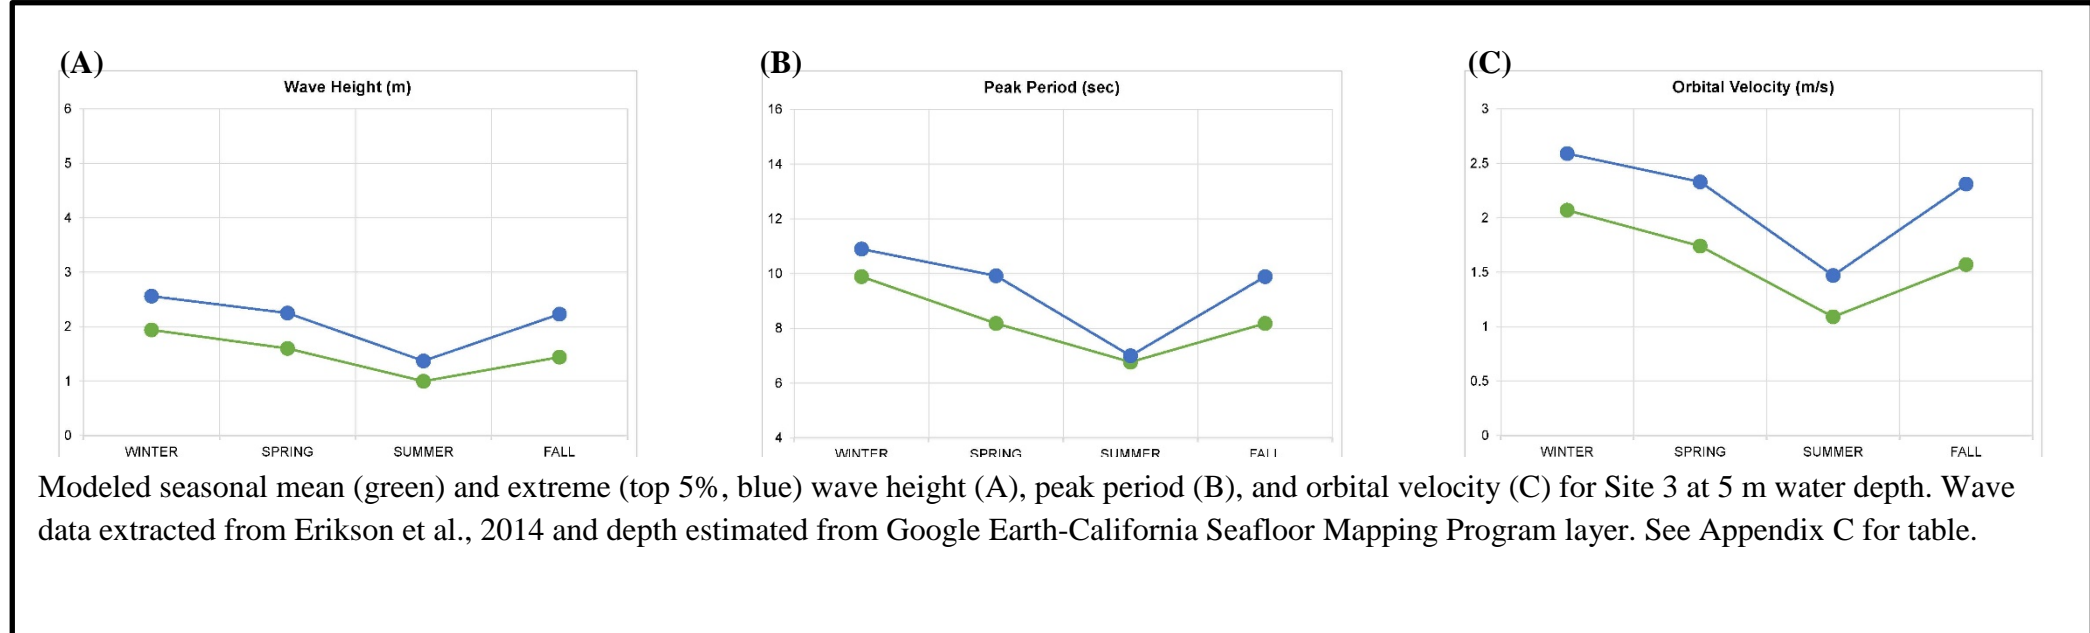 (A)
Wave Height (m)
6
5
4
3
2
1
0
WINTER SPRING SUMMER FALL
(B)
Peak Period (sec)
16
14
12
10
8
6
4
WINTER SPRING SUMMER FALL
(C)
Orbital Velocity (m/s)
3
2.5
2
1.5
1
0.5
0
WINTER SPRING SUMMER FALL
Modeled seasonal mean (green) and extreme (top 5%, blue) wave height (A), peak period (B), and orbital velocity (C) for Site 3 at 5 m water depth. Wave
data extracted from Erikson et al., 2014 and depth estimated from Google Earth-California Seafloor Mapping Program layer. See Appendix C for table.